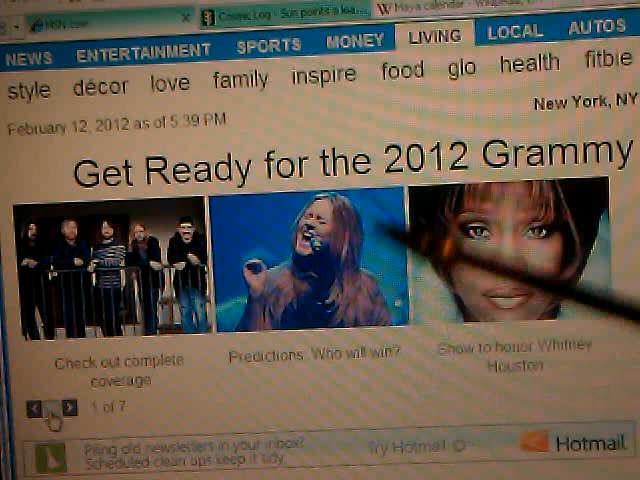 MSN.com
Cosmic Log - Sun points a loa...
Maya calendar - Wikipedia,
NEWS ENTERTAINMENT SPORTS MONEY LIVING LOCAL AUTOS
style décor love family inspire food glo health fitbie
New York, NY
February 12, 2012 as of 5:39 PM
Get Ready for the 2012 Grammy
Check out complete
coverage
Predictions: Who will win?
Show to honor Whitney
Houston
1 of 7
Piling old newsletters in your inbox?
Scheduled clean ups keep it tidy.
Try Hotmail
Hotmail